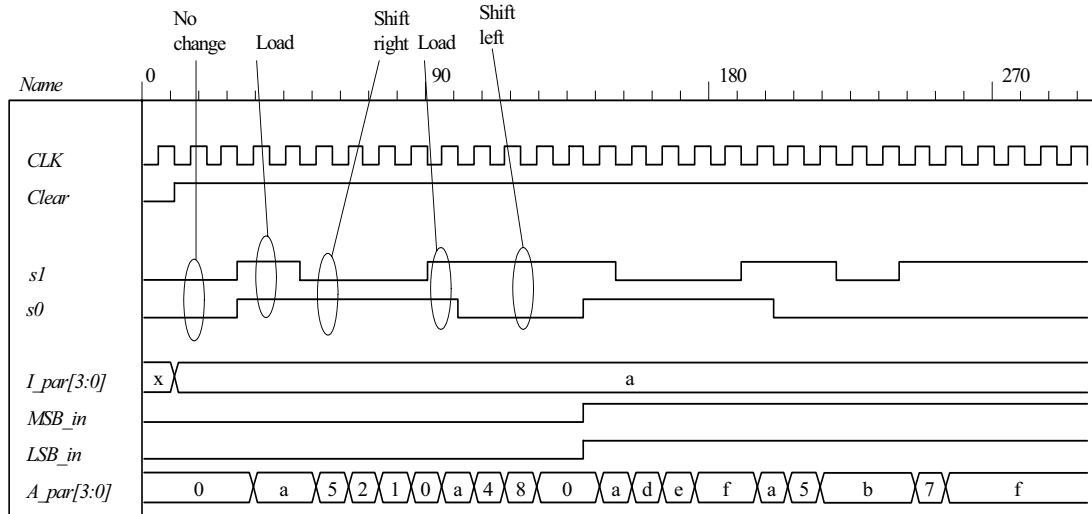 No change
Load
Shift right
Load
Shift left
Name
0 90 180 270
CLK
Clear
s1
s0
I_par[3:0] x a
MSB_in
LSB_in
A_par[3:0] 0 a 5 2 1 0 a 4 8 0 a d e f a 5 b 7 f